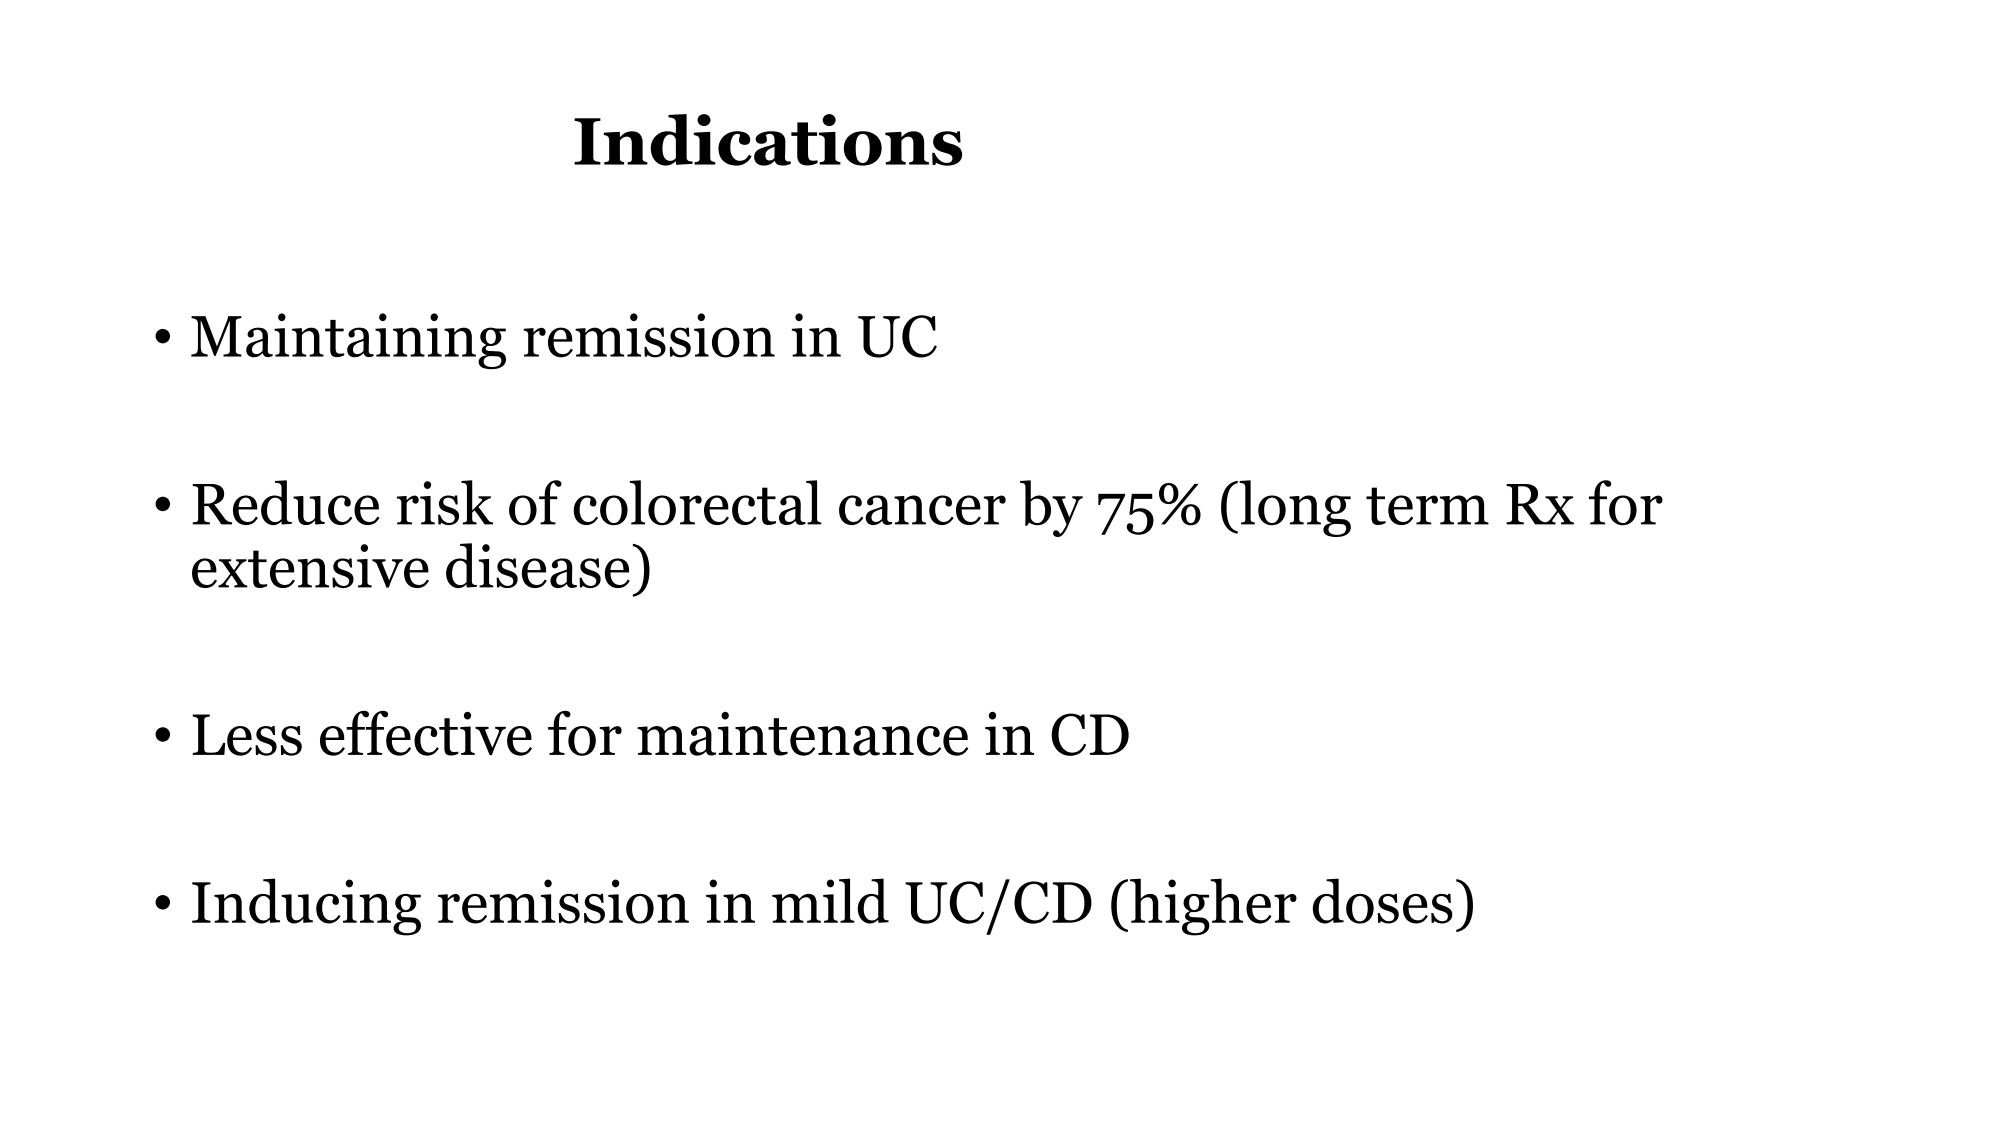 Indications
• Maintaining remission in UC
• Reduce risk of colorectal cancer by 75% (long term Rx for
extensive disease)
• Less effective for maintenance in CD
• Inducing remission in mild UC/CD (higher doses)